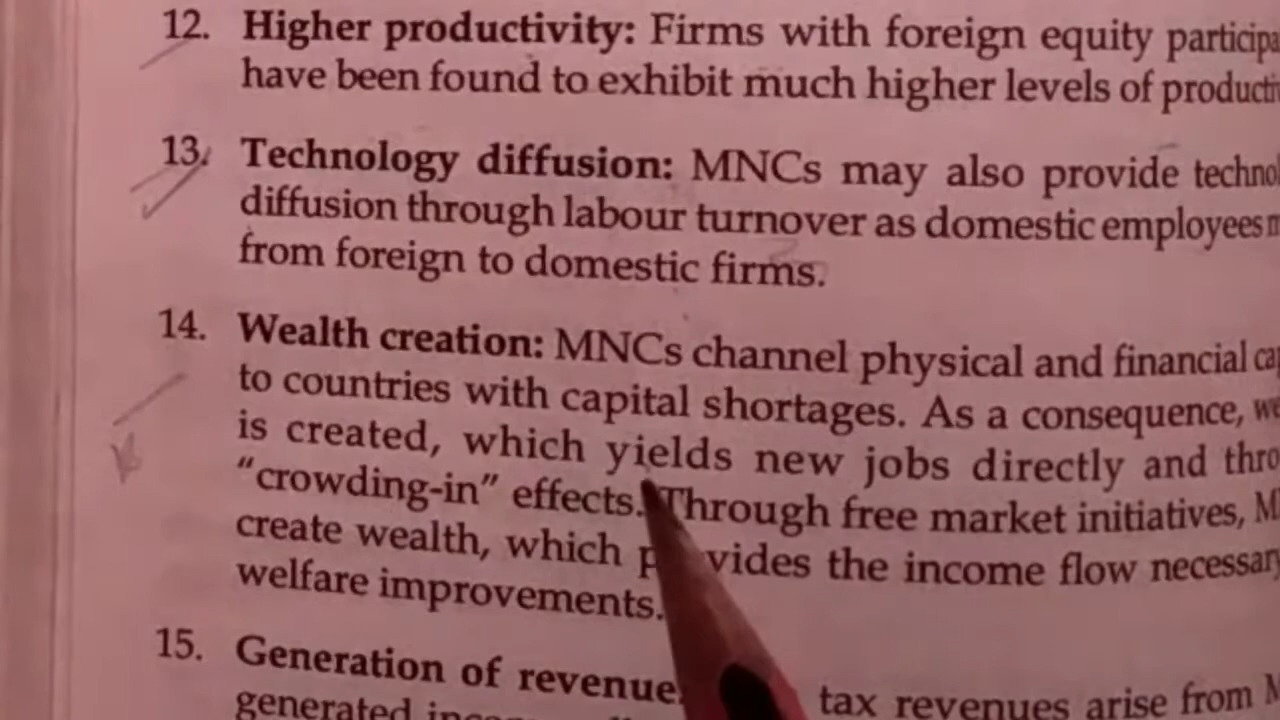 12. Higher productivity: Firms with foreign equity
have been found to exhibit much higher levels of
13. Technology diffusion: MNCs may also provide
diffusion through labour turnover as domestic employees
from foreign to domestic firms.
14. Wealth creation: MNCs channel physical and financial
to countries with capital shortages. As a consequence,
is created, which yields new jobs directly and
“crowding-in” effects. Through free market initiatives,
create wealth, which the income flow
welfare improvements.
15. Generation of revenue tax revenues arise from
generated